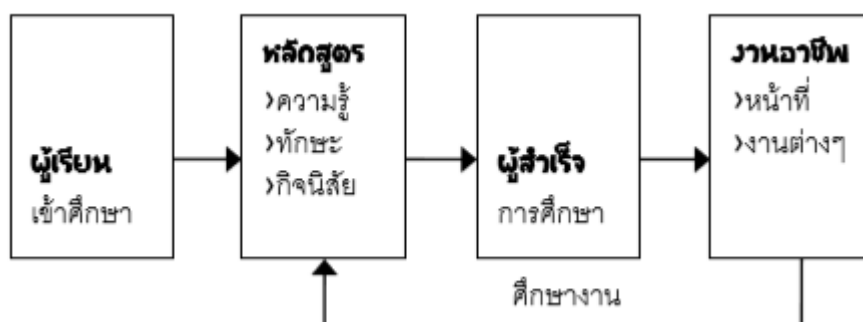 ผู้เรียน
เข้าศึกษา
หลักสูตร
>ความรู้
>ทักษะ
>กิจนิสัย
ผู้สำเร็จ
การศึกษา
งานอาชีพ
>หน้าที่
>งานต่างๆ
ศึกษางาน